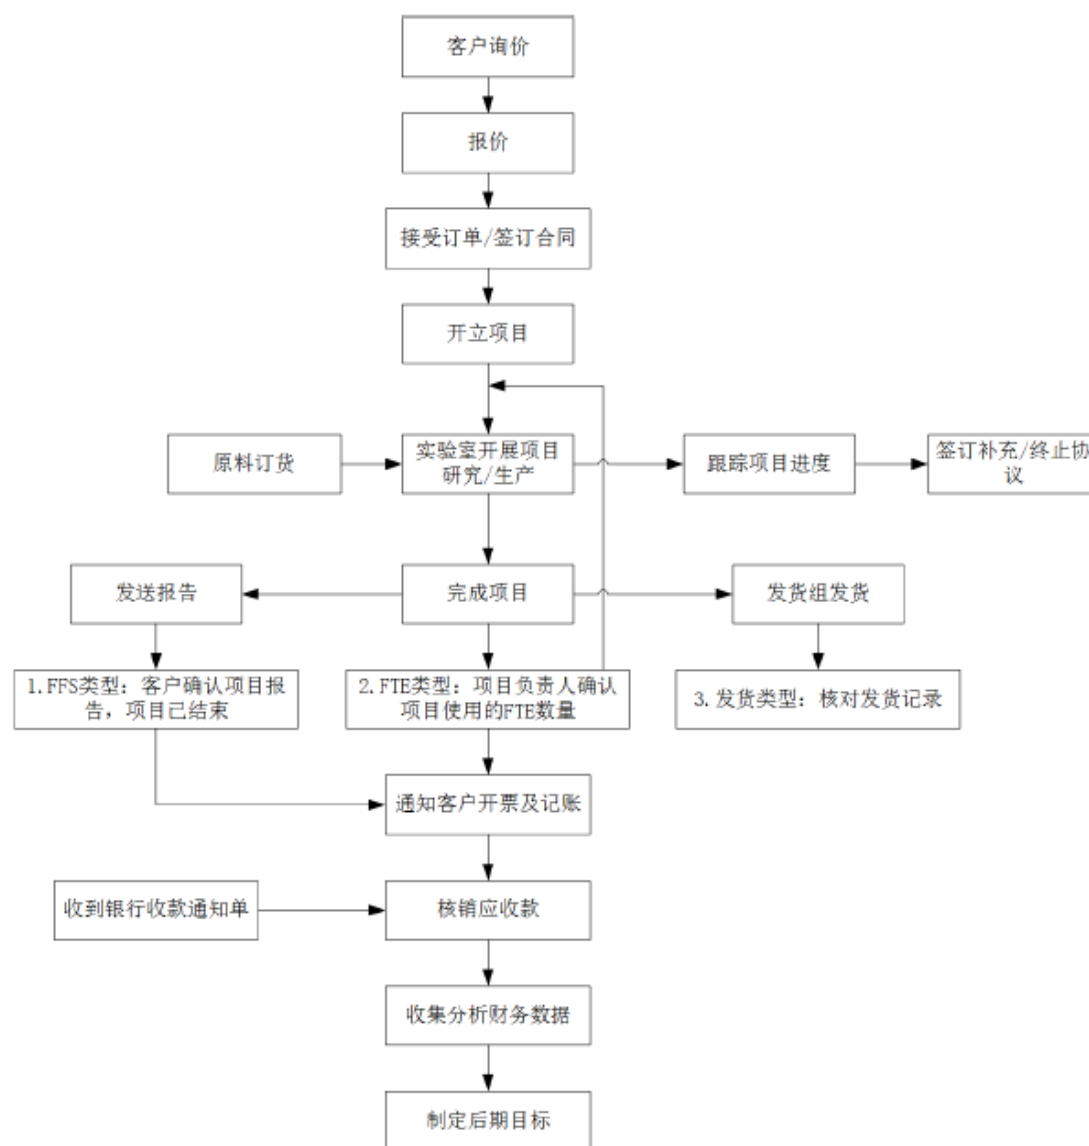 客户询价
报价
接受订单/签订合同
开立项目
原料订货
实验室开展项目
研究/生产
跟踪项目进度
签订补充/终止协
议
发送报告
完成项目
发货组发货
1.FFS类型：客户确认项目报
告，项目已结束
2.FTE类型：项目负责人确认
项目使用的FTE数量
3.发货类型：核对发货记录
通知客户开票及记账
收到银行收款通知单
核销应收款
收集分析财务数据
制定后期目标